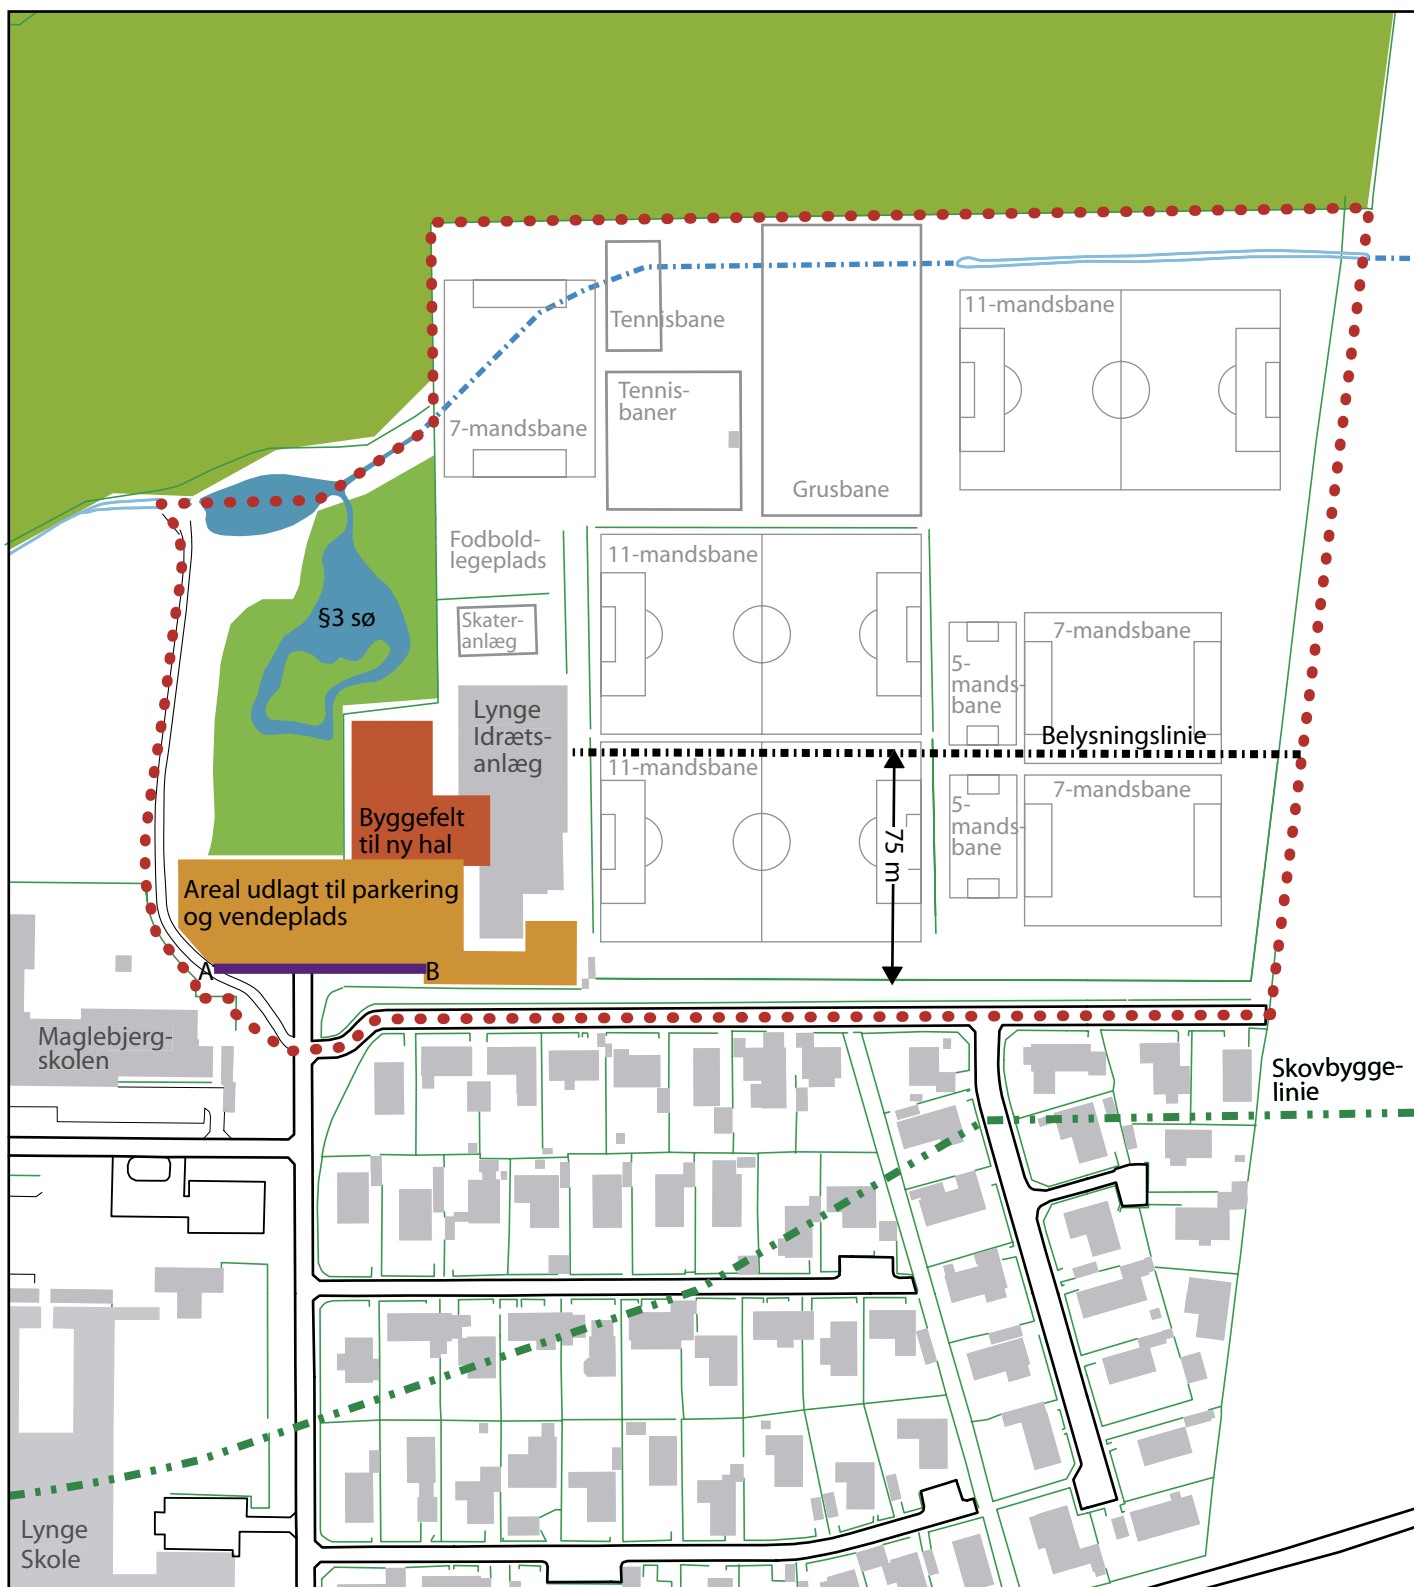 11-mandsbane
Tennisbane
Tennis-
baner
7-mandsbane
Grusbane
Fodbold-
legeplads
11-mandsbane
§3 sø
Skater-
anlæg
7-mandsbane
5-
mands-
bane
Lynge
Idræts-
anlæg
Belysningslinie
11-mandsbane
7-mandsbane
5-
mands-
bane
Byggefelt
til ny hal
75 m
Areal udlagt til parkering
og vendeplads
A
B
Maglebjerg-
skolen
Skovbygge-
linie
Lynge
Skole